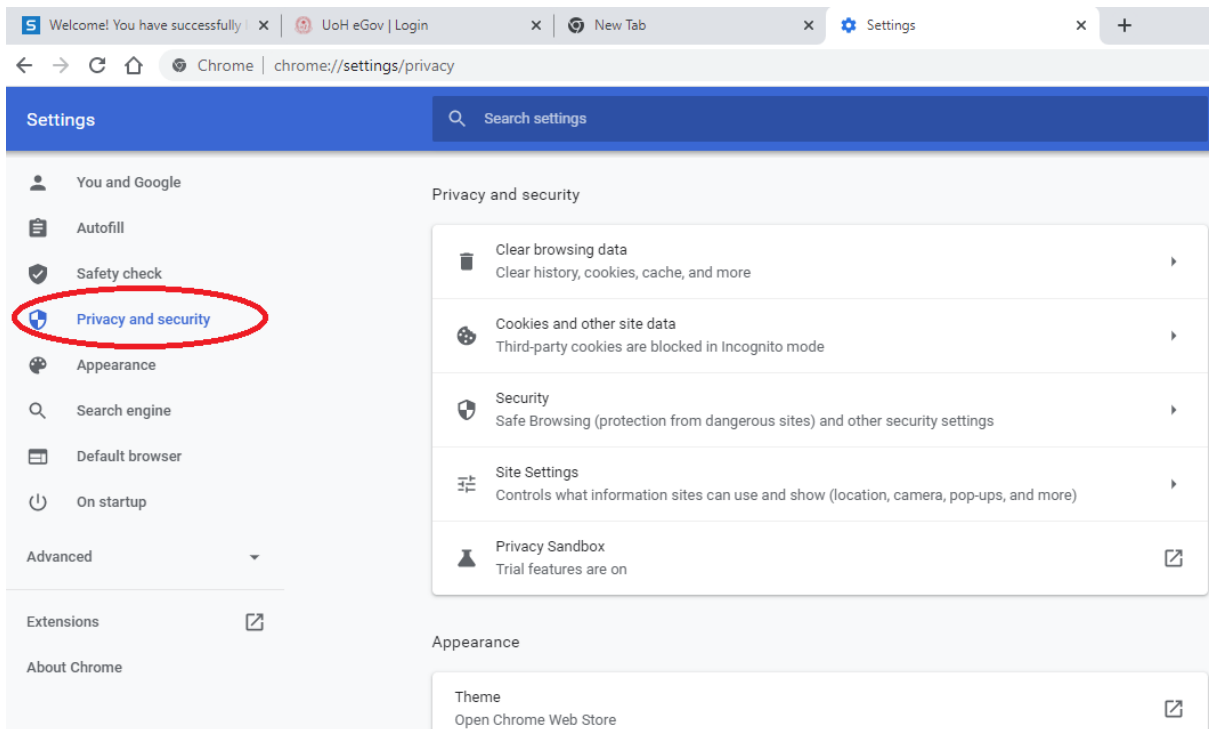 Welcome! You have successfully
UoH eGov | Login
New Tab
Settings
Chrome | chrome://settings/privacy
Settings
Search settings
You and Google
Autofill
Safety check
Privacy and security
Appearance
Search engine
Default browser
On startup
Advanced
Extensions
About Chrome
Privacy and security
Clear browsing data
Clear history, cookies, cache, and more
Cookies and other site data
Third-party cookies are blocked in Incognito mode
Security
Safe Browsing (protection from dangerous sites) and other security settings
Site Settings
Controls what information sites can use and show (location, camera, pop-ups, and more)
Privacy Sandbox
Trial features are on
Appearance
Theme
Open Chrome Web Store